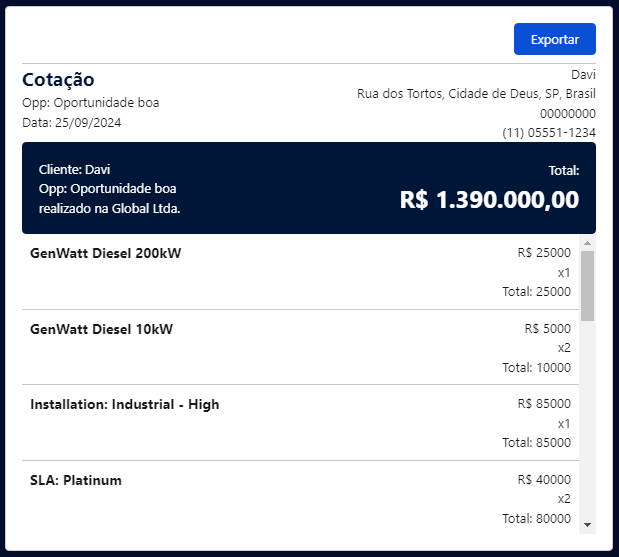 Exportar
Cotação
Opp: Oportunidade boa
Data: 25/09/2024
Davi
Rua dos Tortos, Cidade de Deus, SP, Brasil
00000000
(11) 05551-1234
Cliente: Davi
Opp: Oportunidade boa
realizado na Global Ltda.
Total:
R$ 1.390.000,00
GenWatt Diesel 200kW
R$ 25000
x1
Total: 25000
GenWatt Diesel 10kW
R$ 5000
x2
Total: 10000
Installation: Industrial - High
R$ 85000
x1
Total: 85000
SLA: Platinum
R$ 40000
x2
Total: 80000